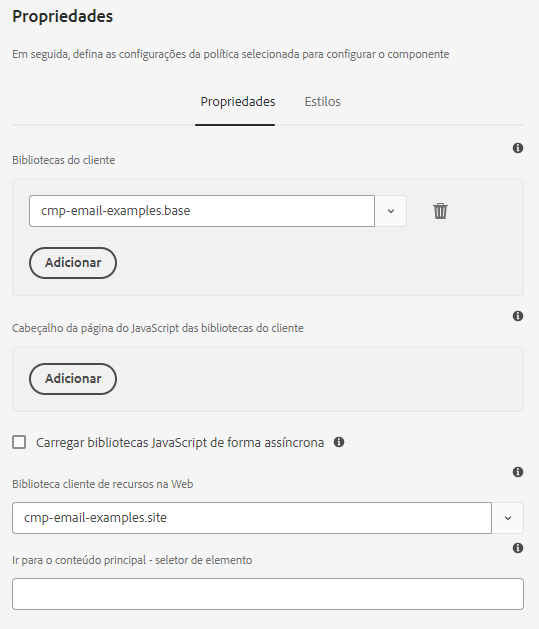 Propriedades
Em seguida, defina as configurações da política selecionada para configurar o componente
Propriedades
Estilos
Bibliotecas do cliente
cmp-email-examples.base
Adicionar
Cabeçalho da página do JavaScript das bibliotecas do cliente
Adicionar
Carregar bibliotecas JavaScript de forma assíncrona
Biblioteca cliente de recursos na Web
cmp-email-examples.site
Ir para o conteúdo principal - seletor de elemento